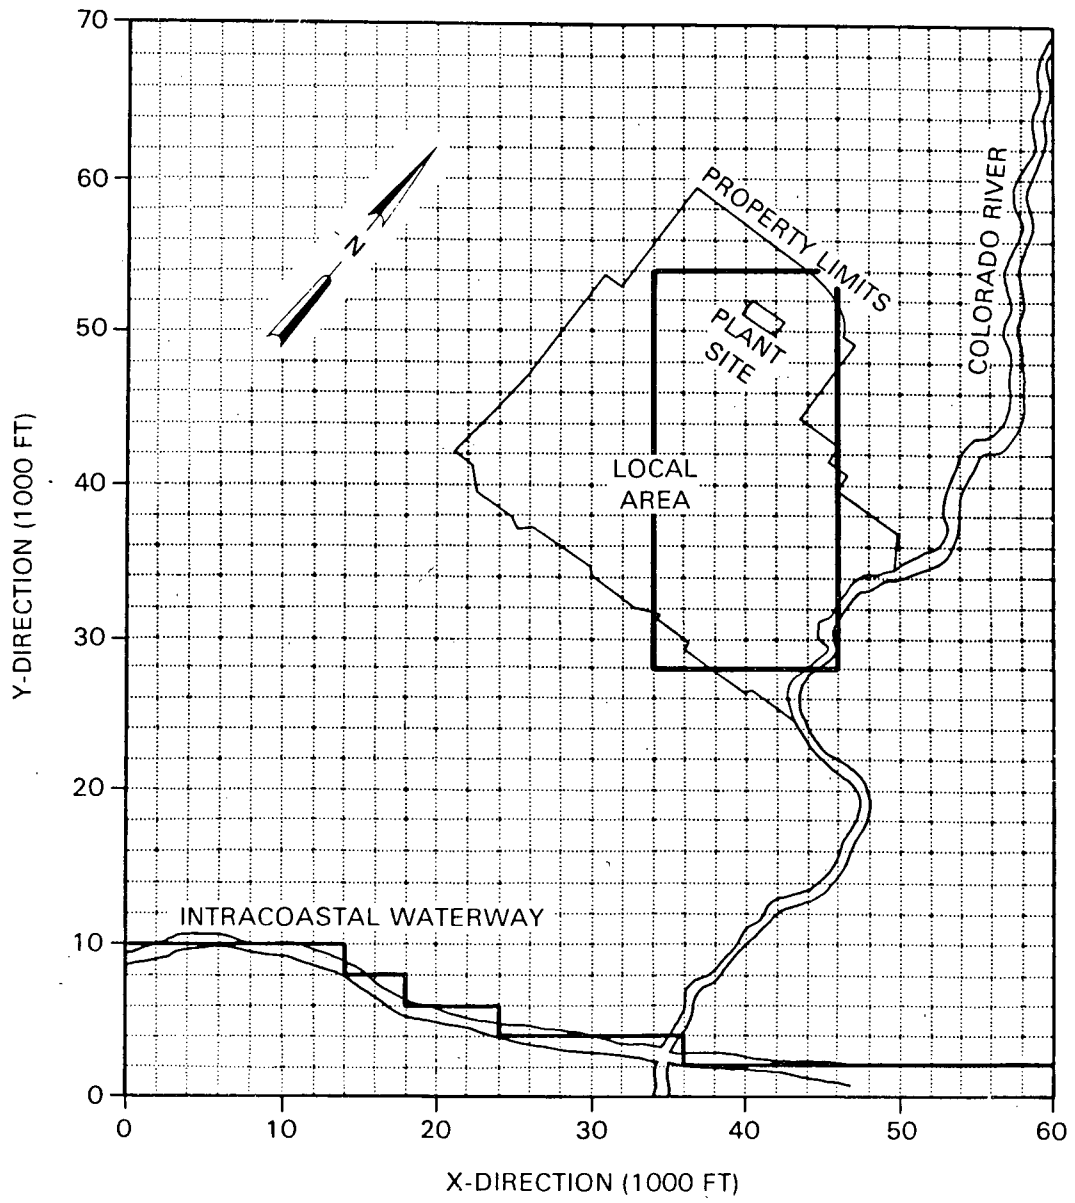 70
60
50
40
30
20
10
0
Y-DIRECTION (1000 FT)
N
PROPERTY LIMITS
COLORADO RIVER
PLANT
SITE
LOCAL
AREA
INTRACOASTAL WATERWAY
0
10
20
30
40
50
60
X-DIRECTION (1000 FT)